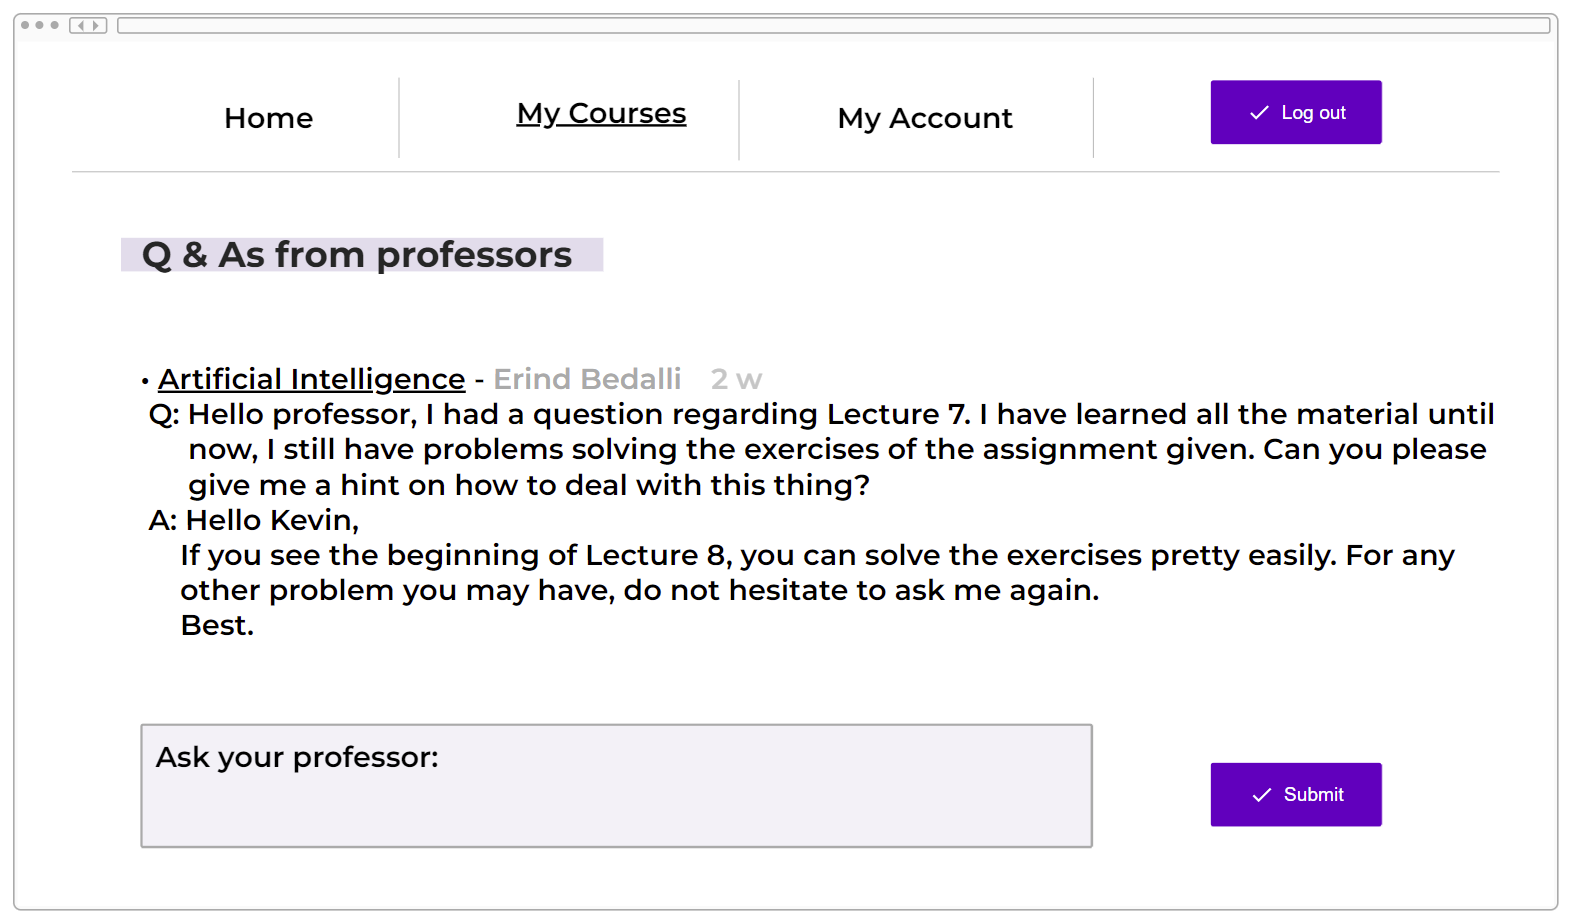 Home
My Courses
My Account
Log out
Q & As from professors
• Artificial Intelligence - Erind Bedalli 2 w
Q: Hello professor, I had a question regarding Lecture 7. I have learned all the material until
now, I still have problems solving the exercises of the assignment given. Can you please
give me a hint on how to deal with this thing?
A: Hello Kevin,
If you see the beginning of Lecture 8, you can solve the exercises pretty easily. For any
other problem you may have, do not hesitate to ask me again.
Best.
Ask your professor:
Submit